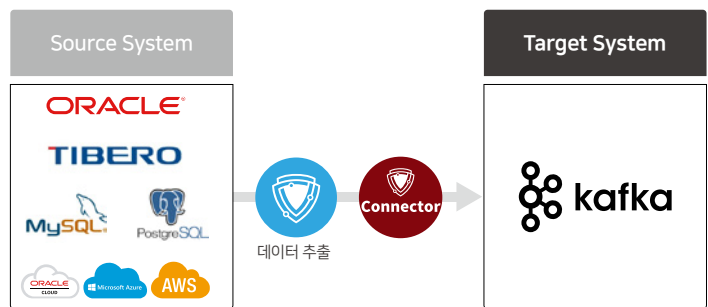 Source System
Target System
ORACLE
TIBERO
MySQL
PostgreSQL
ORACLE
CLOUD
Microsoft Azure
AWS
Connector
데이터 추출
kafka